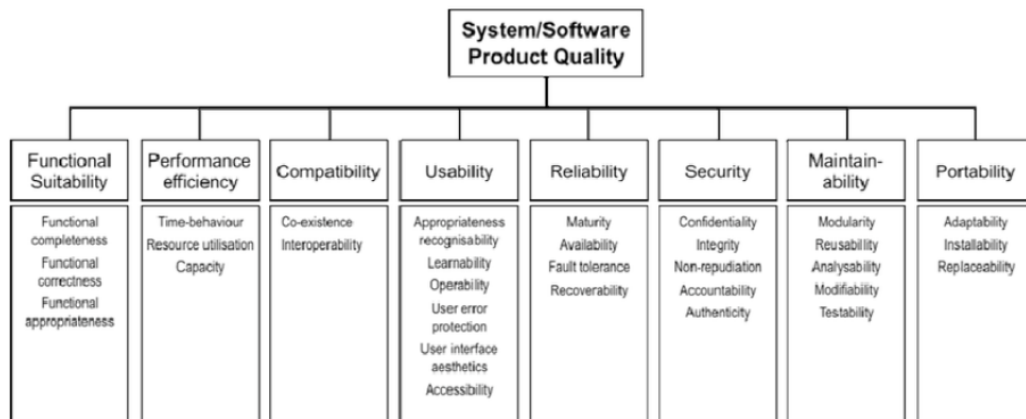 System/Software
Product Quality
Functional
Suitability
Performance
efficiency
Compatibility
Usability
Reliability
Security
Maintain-
ability
Portability
Functional
completeness
Functional
correctness
Functional
appropriateness
Time-behaviour
Resource utilisation
Capacity
Co-existence
Interoperability
Appropriateness
recognisability
Learnability
Operability
User error
protection
User interface
aesthetics
Accessibility
Maturity
Availability
Fault tolerance
Recoverability
Confidentiality
Integrity
Non-repudiation
Accountability
Authenticity
Modularity
Reusability
Analysability
Modifiability
Testability
Adaptability
Installability
Replaceability